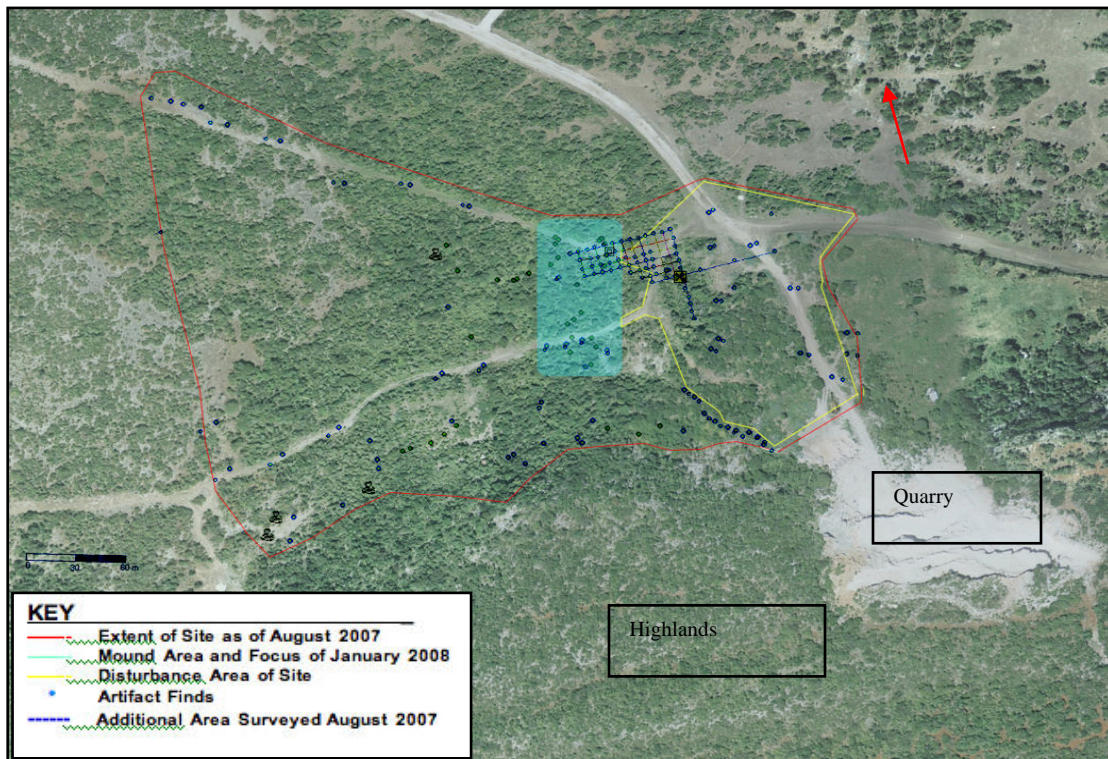 Quarry
Highlands
0 30 60 m
KEY
Extent of Site as of August 2007
Mound Area and Focus of January 2008
Disturbance Area of Site
Artifact Finds
Additional Area Surveyed August 2007